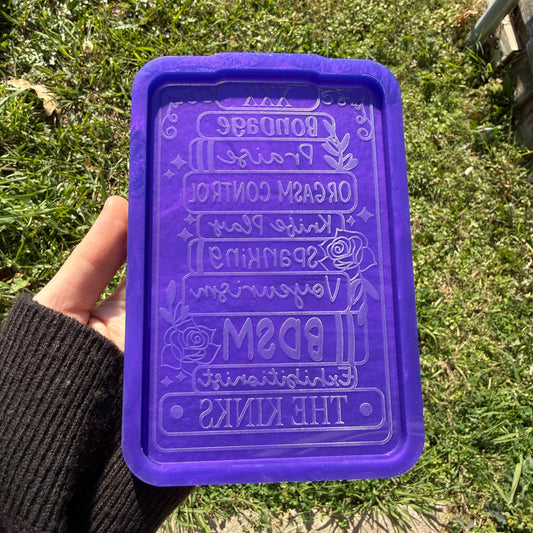 XXX
Bondage
Praise
ORGASM CONTROL
Knife Play
Spanking
Voyeurism
BDSM
Exhibitionist
THE KINKS